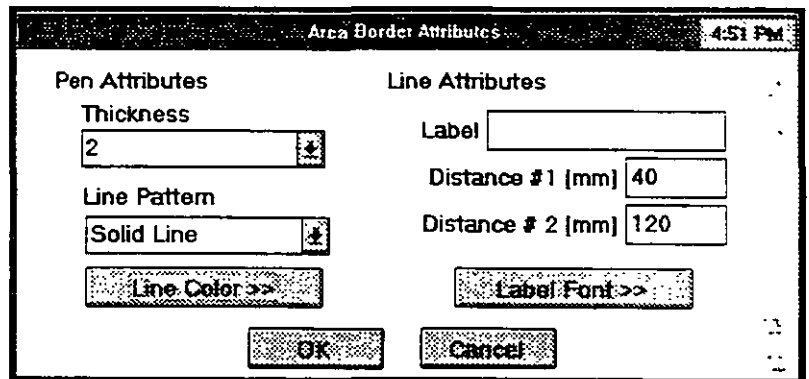 Area Border Attributes
4:51 PM
Pen Attributes
Thickness
2
Line Pattern
Solid Line
Line Color >>
Line Attributes
Label
Distance #1 [mm] 40
Distance # 2 [mm] 120
Label Font >>
OK
Cancel